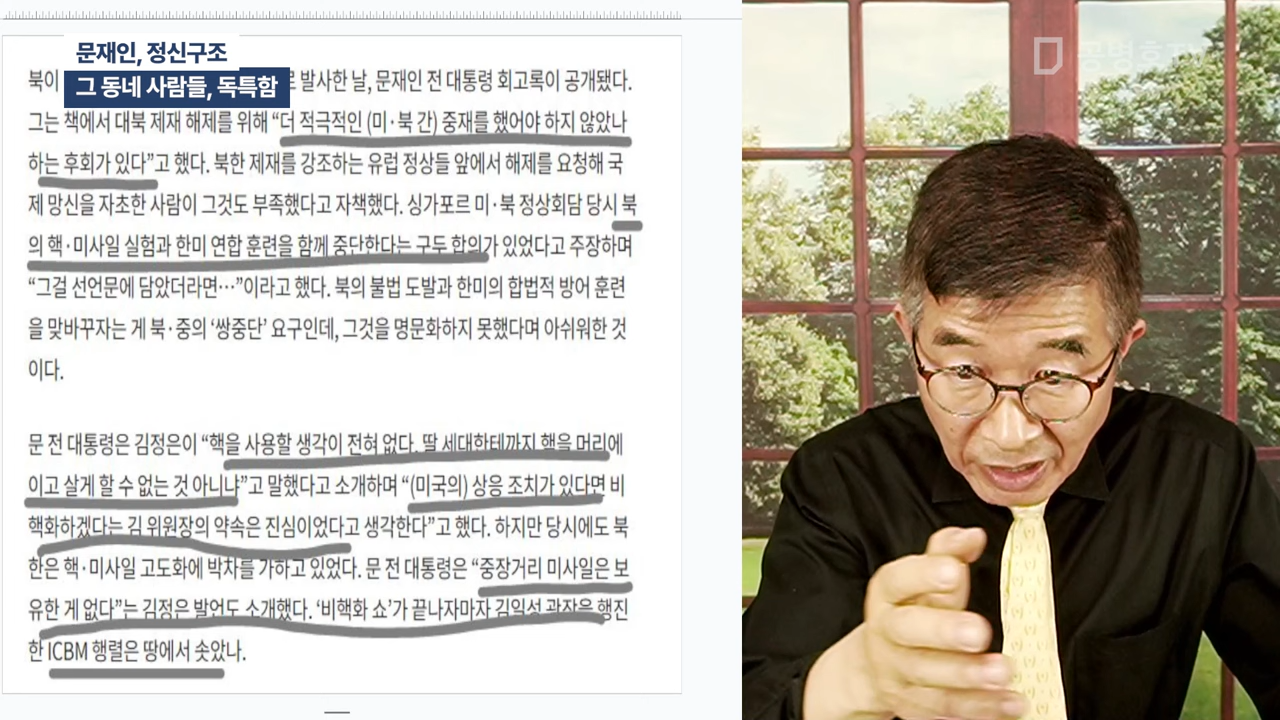 문재인, 정신구조
그 동네 사람들, 독특함
북이 발사한 날, 문재인 전 대통령 회고록이 공개됐다.
그는 책에서 대북 제재 해제를 위해 “더 적극적인 (미·북 간) 중재를 했어야 하지 않았나
하는 후회가 있다”고 했다. 북한 제재를 강조하는 유럽 정상들 앞에서 해제를 요청해 국
제 망신을 자초한 사람이 그것도 부족했다고 자책했다. 싱가포르 미·북 정상회담 당시 북
의 핵·미사일 실험과 한미 연합 훈련을 함께 중단한다는 구두 합의가 있었다고 주장하며
“그걸 선언문에 담았더라면…”이라고 했다. 북의 불법 도발과 한미의 합법적 방어 훈련
을 맞바꾸자는 게 북·중의 ‘쌍중단’ 요구인데, 그것을 명문화하지 못했다며 아쉬워한 것
이다.
문 전 대통령은 김정은이 “핵을 사용할 생각이 전혀 없다. 딸 세대한테까지 핵을 머리에
이고 살게 할 수 없는 것 아니냐”고 말했다고 소개하며 “(미국의) 상응 조치가 있다면 비
핵화하겠다는 김 위원장의 약속은 진심이었다고 생각한다”고 했다. 하지만 당시에도 북
한은 핵·미사일 고도화에 박차를 가하고 있었다. 문 전 대통령은 “중장거리 미사일은 보
유한 게 없다”는 김정은 발언도 소개했다. ‘비핵화 쇼’가 끝나자마자 김일성 광장을 행진
한 ICBM 행렬은 땅에서 솟았나.
공병호